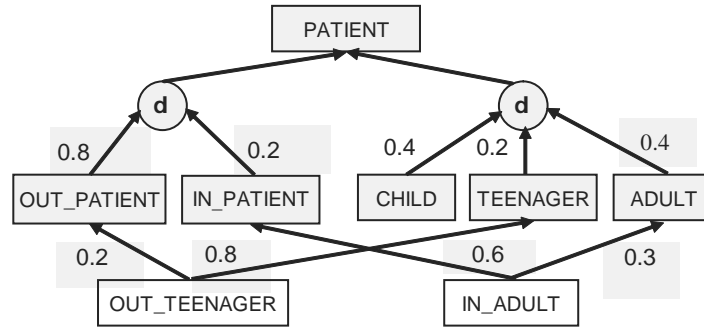 PATIENT
d d
0.8 0.2 0.4 0.2 0.4
OUT_PATIENT IN_PATIENT CHILD TEENAGER ADULT
0.2 0.8 0.6 0.3
OUT_TEENAGER IN_ADULT